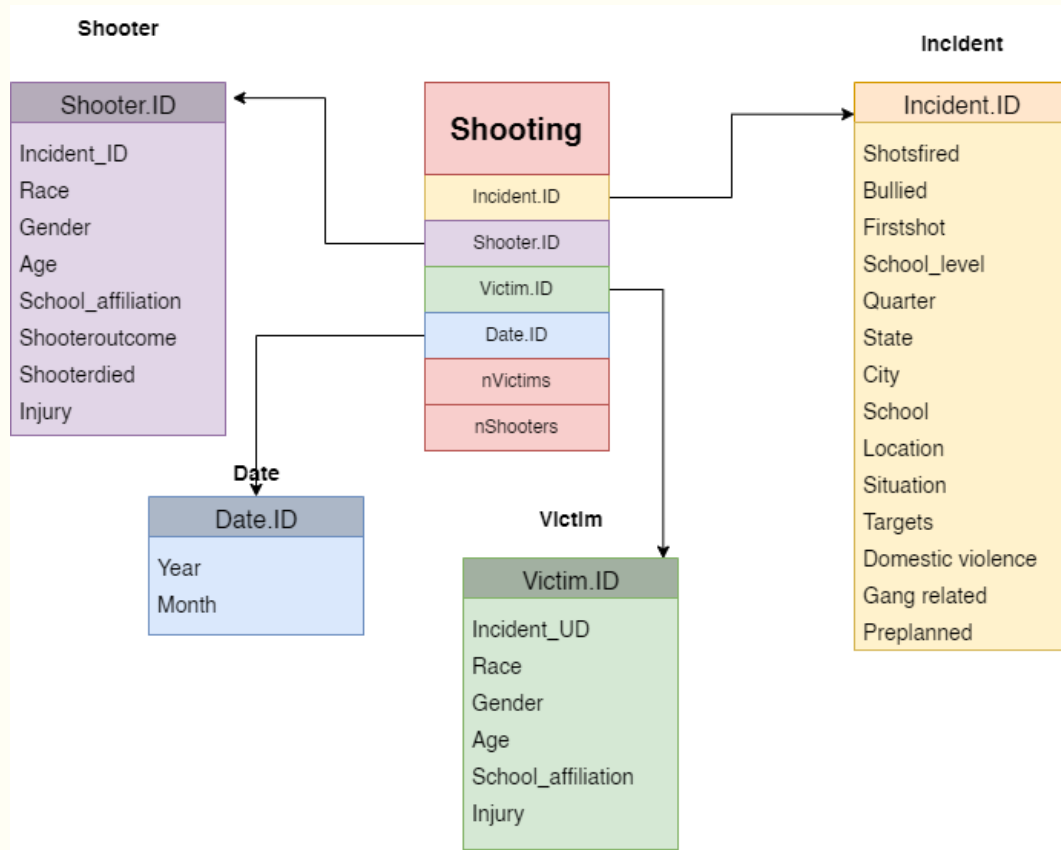 Shooter
Shooter.ID
Incident_ID
Race
Gender
Age
School_affiliation
Shooteroutcome
Shooterdied
Injury
Shooting
Incident.ID
Shooter.ID
Victim.ID
Date.ID
nVictims
nShooters
Incident
Incident.ID
Shotsfired
Bullied
Firstshot
School_level
Quarter
State
City
School
Location
Situation
Targets
Domestic violence
Gang related
Preplanned
Date
Date.ID
Year
Month
Victim
Victim.ID
Incident_UD
Race
Gender
Age
School_affiliation
Injury